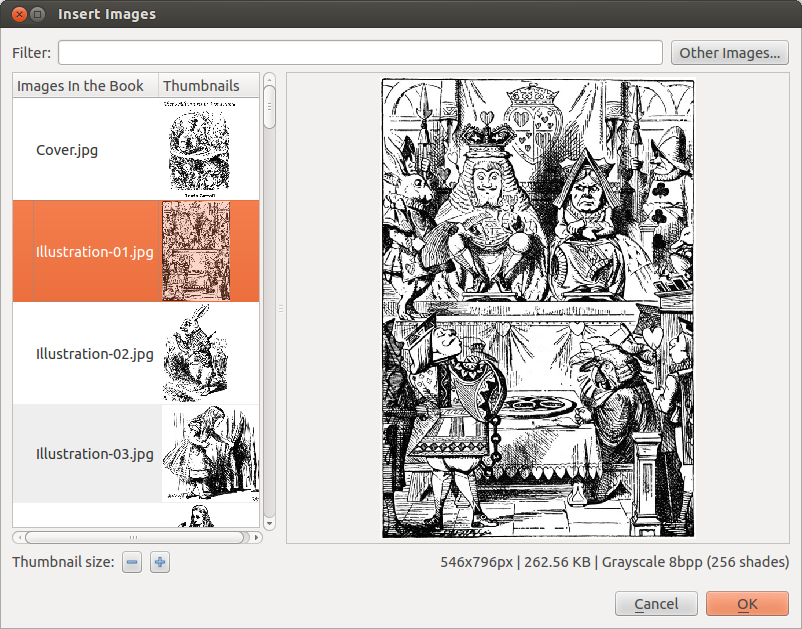 Insert Images
Filter:
Other Images...
Images In the Book Thumbnails
Cover.jpg
Illustration-01.jpg
Illustration-02.jpg
Illustration-03.jpg
Thumbnail size:
546x796px | 262.56 KB | Grayscale 8bpp (256 shades)
Cancel
OK